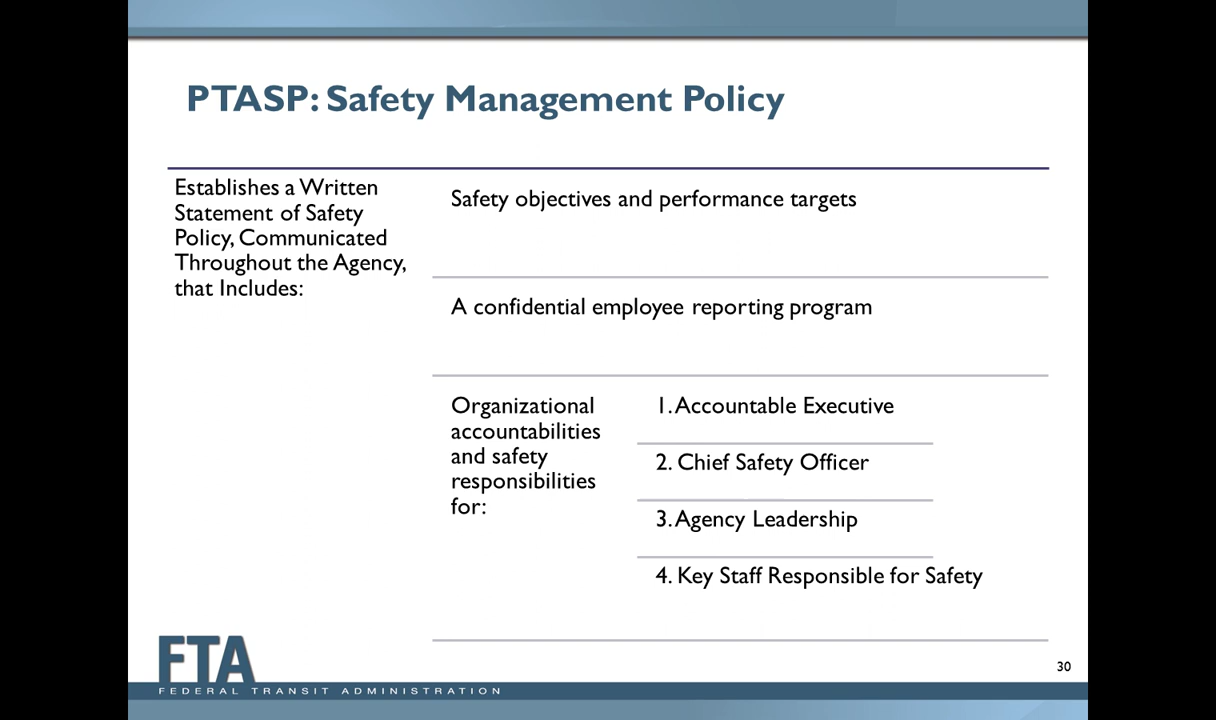 PTASP: Safety Management Policy
Establishes a Written
Statement of Safety
Policy, Communicated
Throughout the Agency,
that Includes:
Safety objectives and performance targets
A confidential employee reporting program
Organizational
accountabilities
and safety
responsibilities
for:
1. Accountable Executive
2. Chief Safety Officer
3. Agency Leadership
4. Key Staff Responsible for Safety
FTA
FEDERAL TRANSIT ADMINISTRATION
30